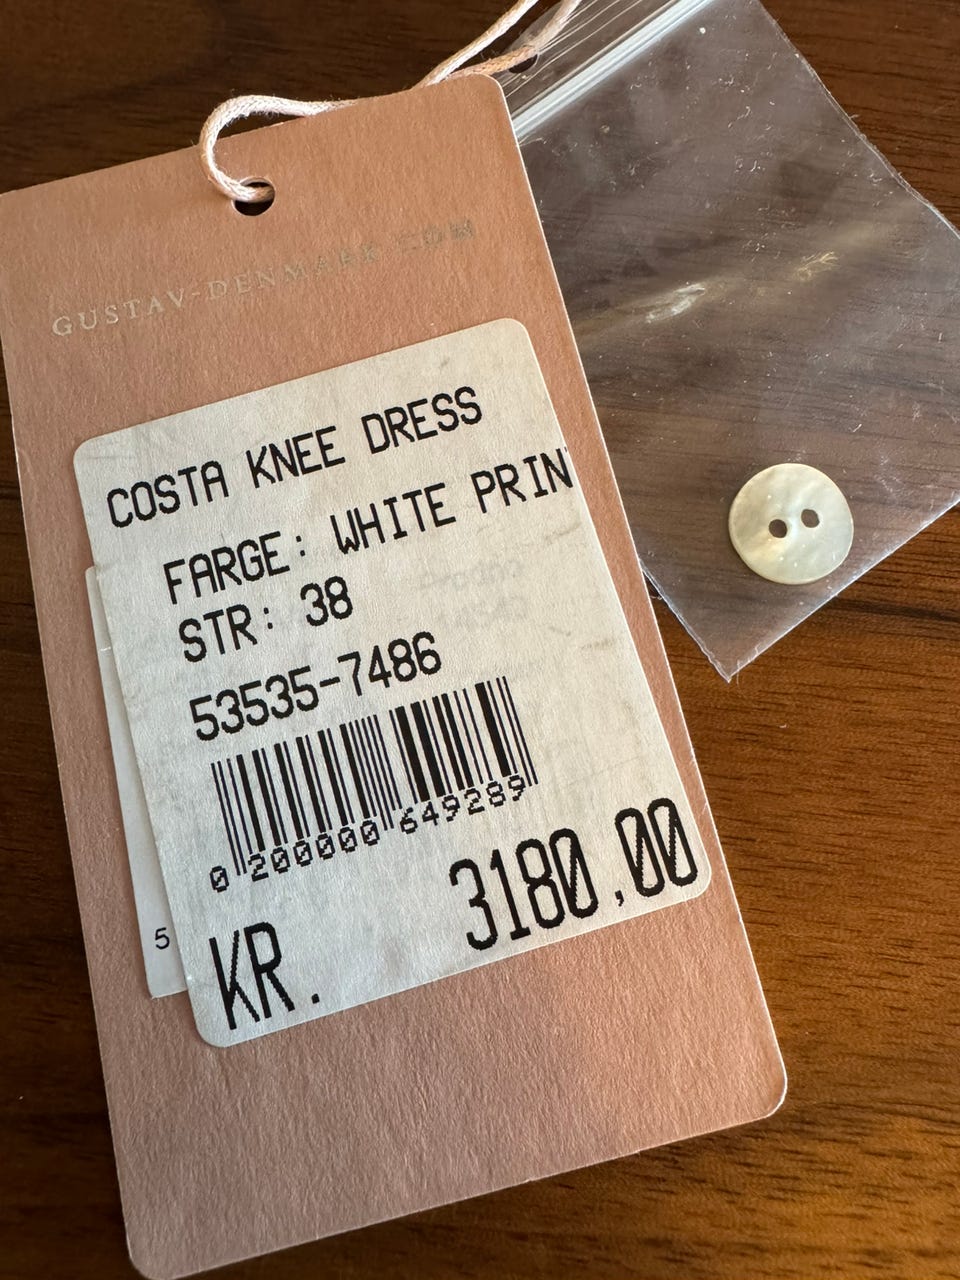 GUSTAV-DENMARK.COM
COSTA KNEE DRESS
FARGE: WHITE PRIN
STR: 38
53535-7486
0 200000 649289
KR. 3180,00
5